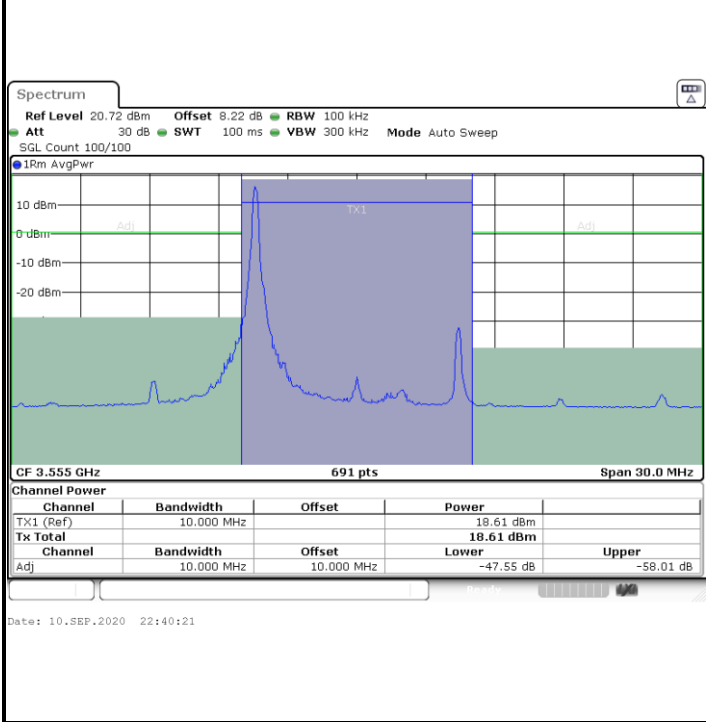 Spectrum
Ref Level 20.72 dBm Offset 8.22 dB RBW 100 kHz
Att 30 dB SWT 100 ms VBW 300 kHz Mode Auto Sweep
SGL Count 100/100
1Rm AvgPwr
10 dBm
TX1
Adj
Adj
0 dBm
-10 dBm
-20 dBm
CF 3.555 GHz 691 pts Span 30.0 MHz
Channel Power
Channel Bandwidth Offset Power
TX1 (Ref) 10.000 MHz 18.61 dBm
Tx Total 18.61 dBm
Channel Bandwidth Offset Lower Upper
Adj 10.000 MHz 10.000 MHz -47.55 dB -58.01 dB
Ready
Date: 10.SEP.2020 22:40:21